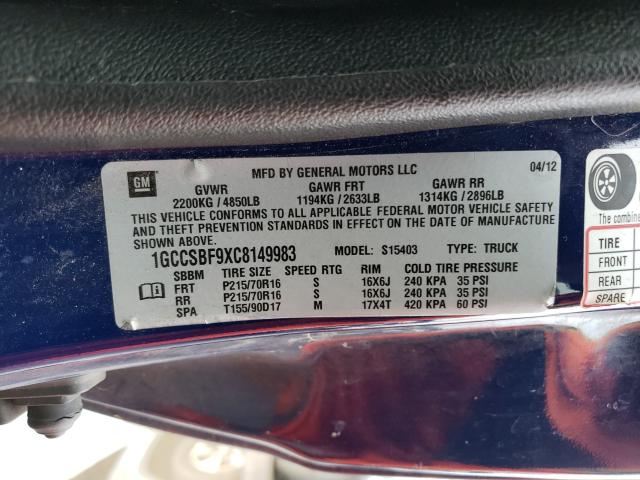 GM
MFD BY GENERAL MOTORS LLC 04/12
GVWR GAWR FRT GAWR RR
2200KG / 4850LB 1194KG / 2633LB 1314KG / 2896LB
THIS VEHICLE CONFORMS TO ALL APPLICABLE FEDERAL MOTOR VEHICLE SAFETY
AND THEFT PREVENTION STANDARDS IN EFFECT ON THE DATE OF MANUFACTURE
SHOWN ABOVE.
1GCCSBF9XC8149983 MODEL: S15403 TYPE: TRUCK
SBBM TIRE SIZE SPEED RTG RIM COLD TIRE PRESSURE
FRT P215/70R16 S 16X6J 240 KPA 35 PSI
RR P215/70R16 S 16X6J 240 KPA 35 PSI
SPA T155/90D17 M 17X4T 420 KPA 60 PSI
The combine
TIRE
FRONT
REAR
SPARE